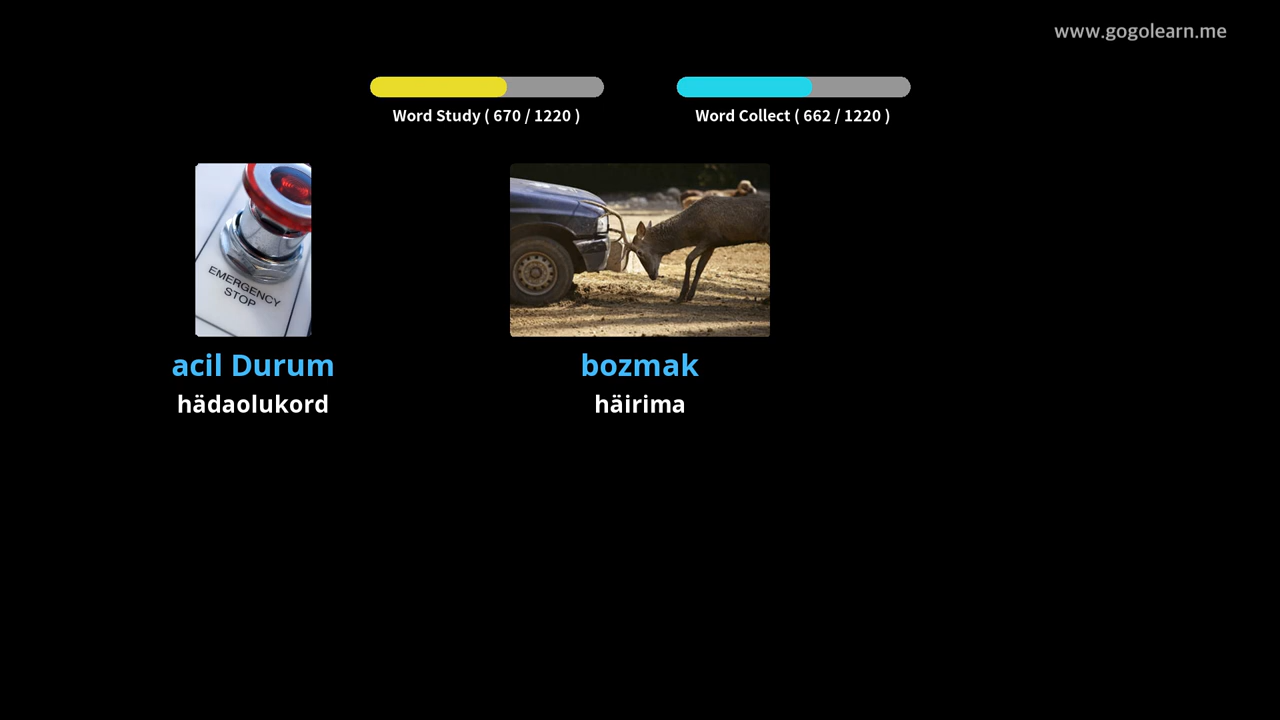 www.gogolearn.me
Word Study ( 670 / 1220 )
Word Collect ( 662 / 1220 )
EMERGENCY
STOP
acil Durum
hädaolukord
bozmak
häirima